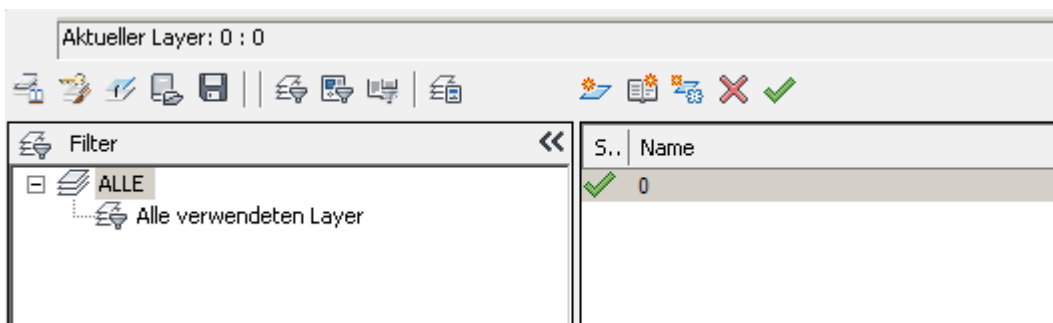 Aktueller Layer: 0 : 0
Filter
S.. Name
ALLE
0
Alle verwendeten Layer